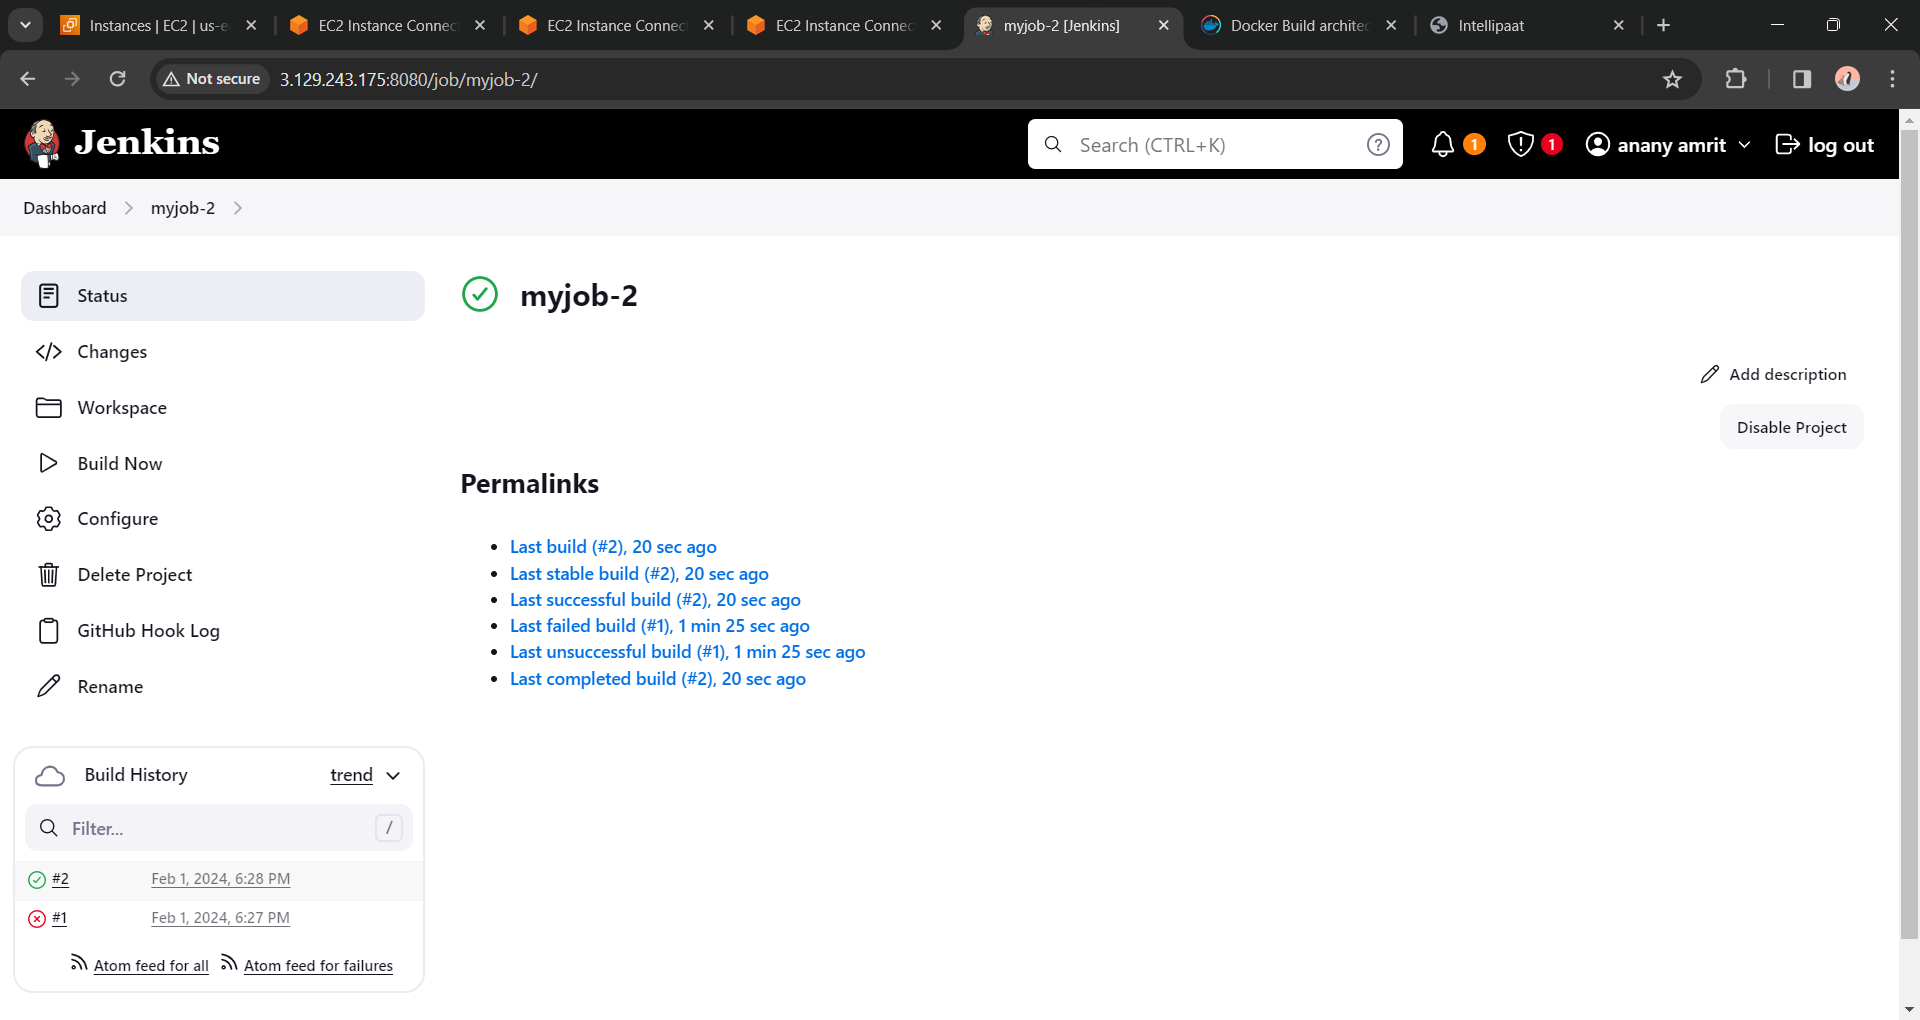 Instances | EC2 | us-e
EC2 Instance Connec
EC2 Instance Connec
EC2 Instance Connec
myjob-2 [Jenkins]
Docker Build architec
Intellipaat
Not secure
3.129.243.175:8080/job/myjob-2/
Jenkins
Search (CTRL+K)
?
1
1
anany amrit
log out
Dashboard
myjob-2
Status
myjob-2
Changes
Add description
Workspace
Disable Project
Build Now
Permalinks
Configure
Last build (#2), 20 sec ago
Delete Project
Last stable build (#2), 20 sec ago
Last successful build (#2), 20 sec ago
GitHub Hook Log
Last failed build (#1), 1 min 25 sec ago
Last unsuccessful build (#1), 1 min 25 sec ago
Rename
Last completed build (#2), 20 sec ago
Build History
trend
Filter...
/
#2
Feb 1, 2024, 6:28 PM
#1
Feb 1, 2024, 6:27 PM
Atom feed for all
Atom feed for failures